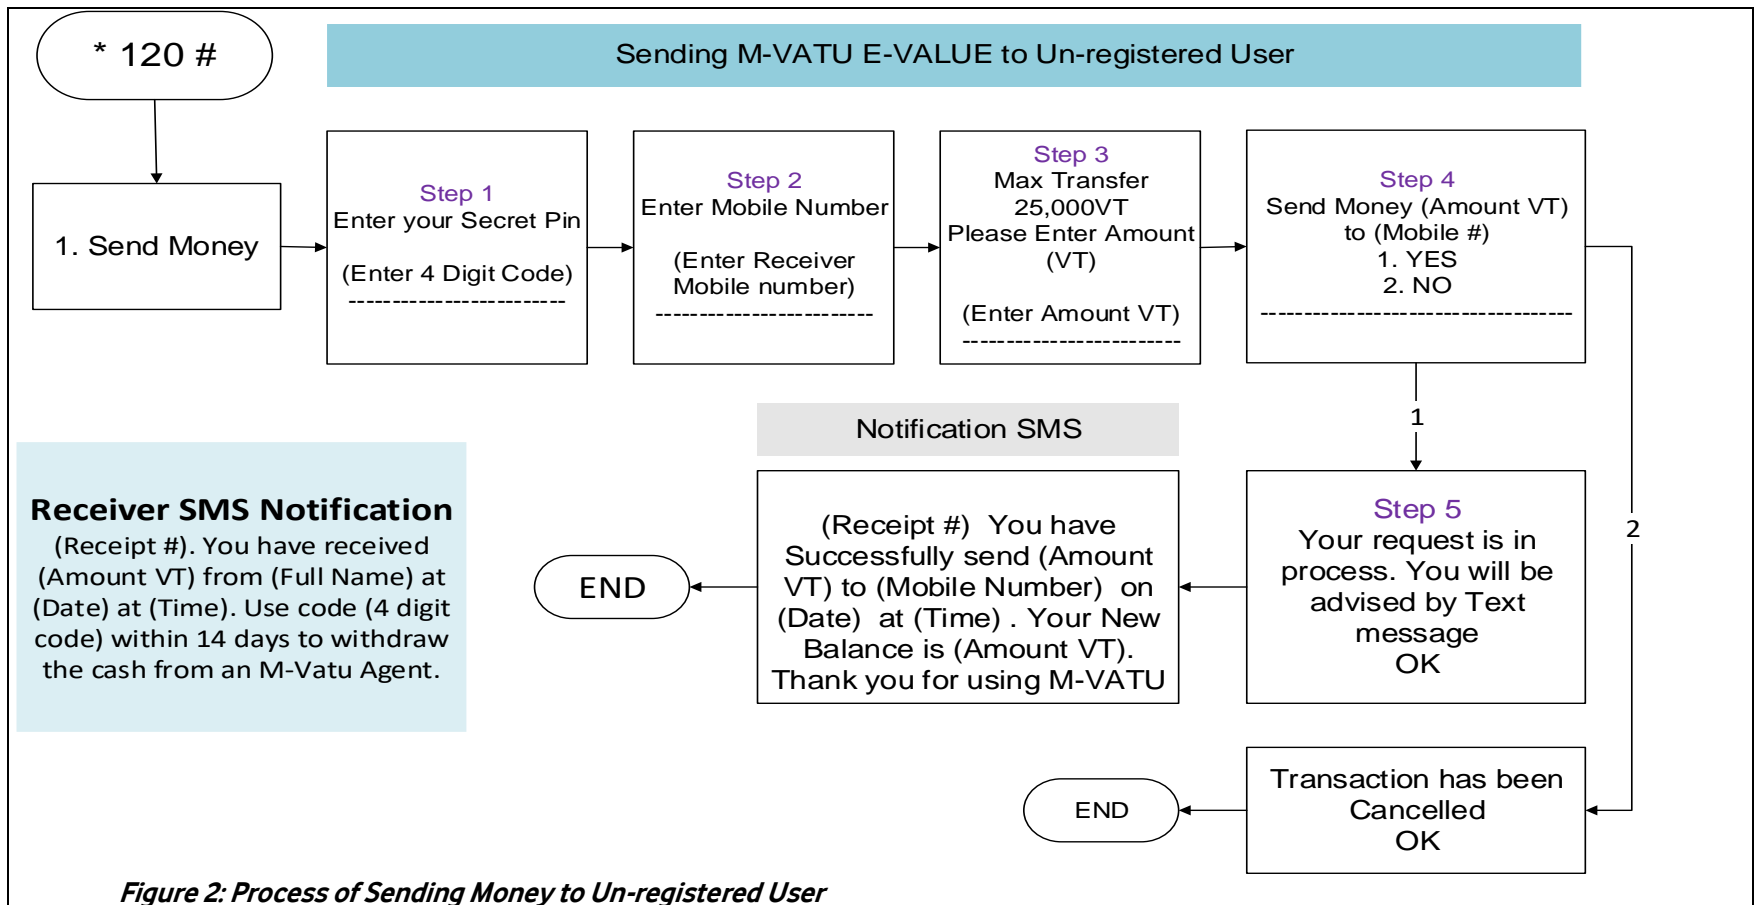 * 120 #
Sending M-VATU E-VALUE to Un-registered User
1. Send Money
Step 1
Enter your Secret Pin
(Enter 4 Digit Code)
-------------------------
Step 2
Enter Mobile Number
(Enter Receiver
Mobile number)
-------------------------
Step 3
Max Transfer
25,000VT
Please Enter Amount
(VT)
(Enter Amount VT)
-------------------------
Step 4
Send Money (Amount VT)
to (Mobile #)
1. YES
2. NO
------------------------------------
1
2
Step 5
Your request is in
process. You will be
advised by Text
message
OK
Notification SMS
(Receipt #)  You have
Successfully send (Amount
VT) to (Mobile Number)  on
(Date)  at (Time) . Your New
Balance is (Amount VT).
Thank you for using M-VATU
END
Transaction has been
Cancelled
OK
END
Receiver SMS Notification
(Receipt #). You have received
(Amount VT) from (Full Name) at
(Date) at (Time). Use code (4 digit
code) within 14 days to withdraw
the cash from an M-Vatu Agent.
Figure 2: Process of Sending Money to Un-registered User